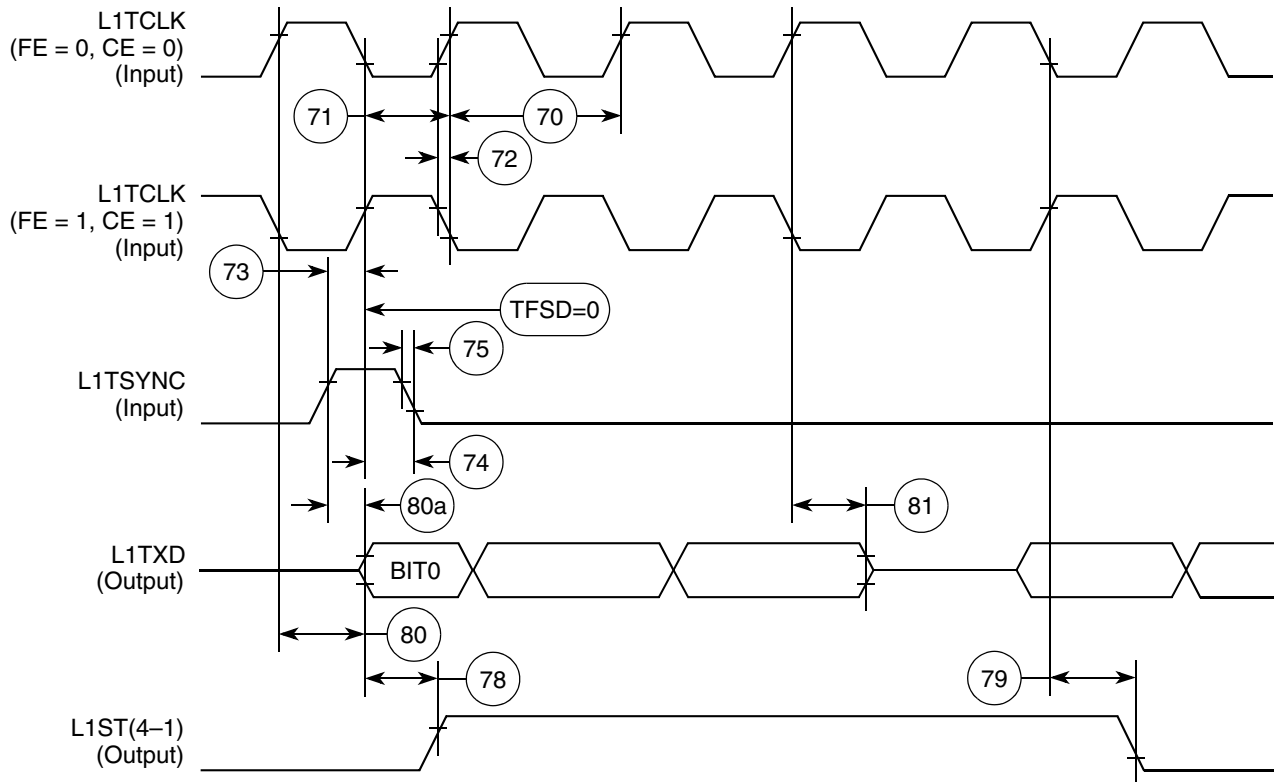 L1TCLK
(FE = 0, CE = 0)
(Input)
71
70
72
L1TCLK
(FE = 1, CE = 1)
(Input)
73
TFSD=0
75
L1TSYNC
(Input)
74
80a
81
L1TXD
(Output)
BIT0
80
78
79
L1ST(4–1)
(Output)